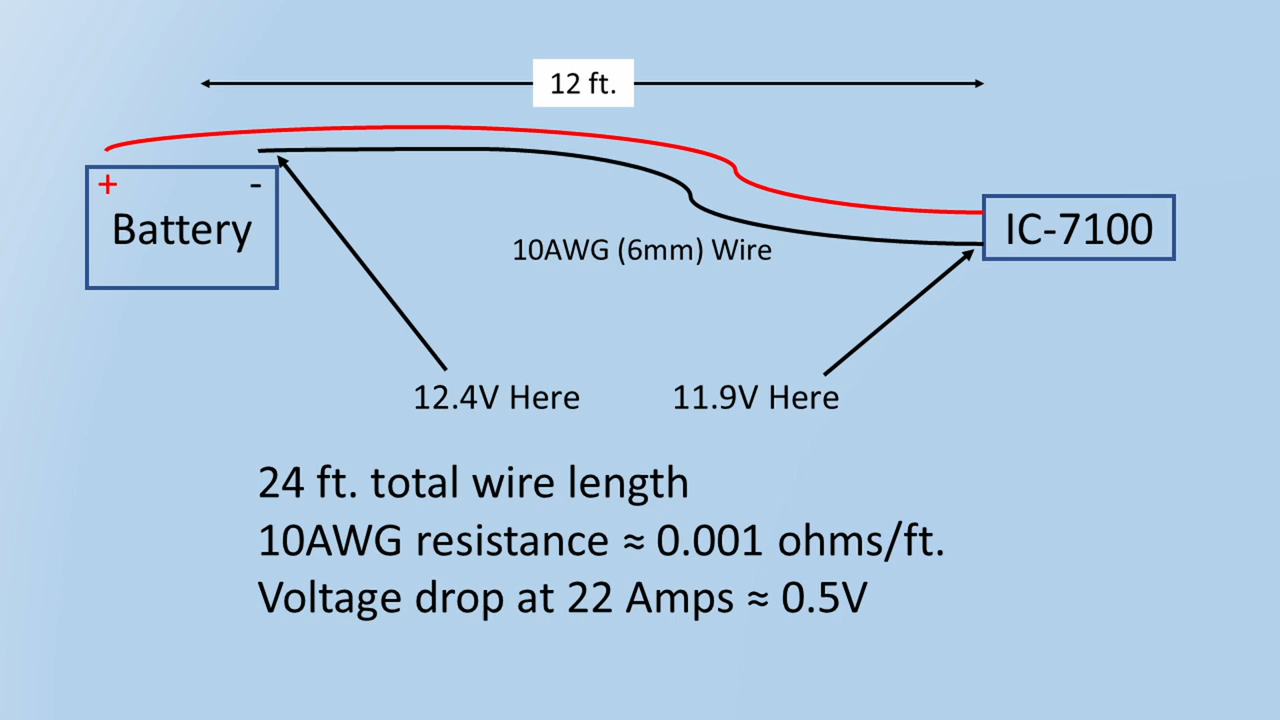 12 ft.
+ -
Battery
IC-7100
10AWG (6mm) Wire
12.4V Here
11.9V Here
24 ft. total wire length
10AWG resistance ≈ 0.001 ohms/ft.
Voltage drop at 22 Amps ≈ 0.5V